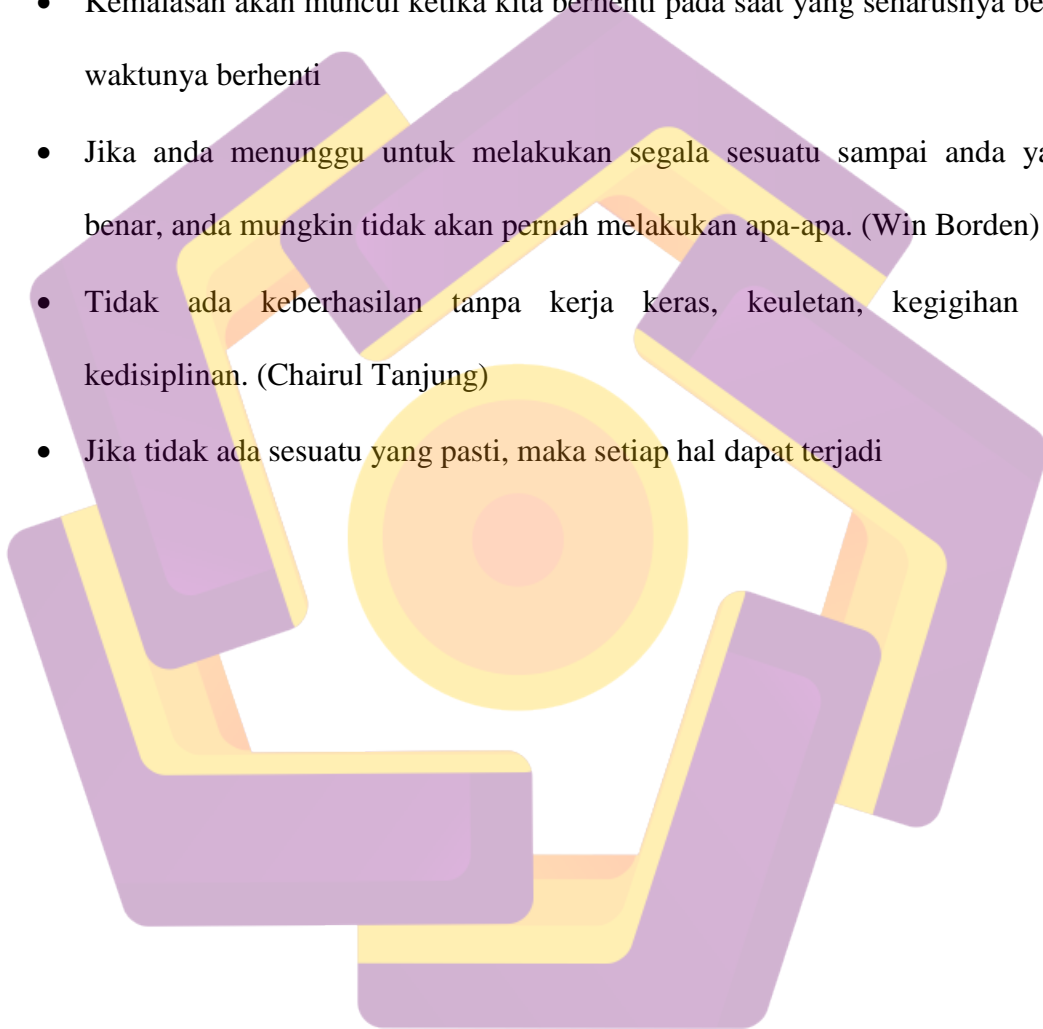 • Kemalasan akan muncul ketika kita berhenti pada saat yang seharusnya
waktunya berhenti
• Jika anda menunggu untuk melakukan segala sesuatu sampai anda
benar, anda mungkin tidak akan pernah melakukan apa-apa. (Win Borden)
• Tidak ada keberhasilan tanpa kerja keras, keuletan, kegigihan
kedisiplinan. (Chairul Tanjung)
• Jika tidak ada sesuatu yang pasti, maka setiap hal dapat terjadi